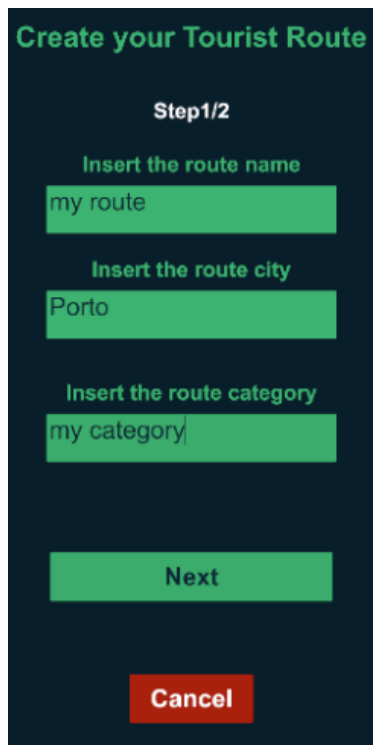 Create your Tourist Route
Step1/2
Insert the route name
my route
Insert the route city
Porto
Insert the route category
my category
Next
Cancel